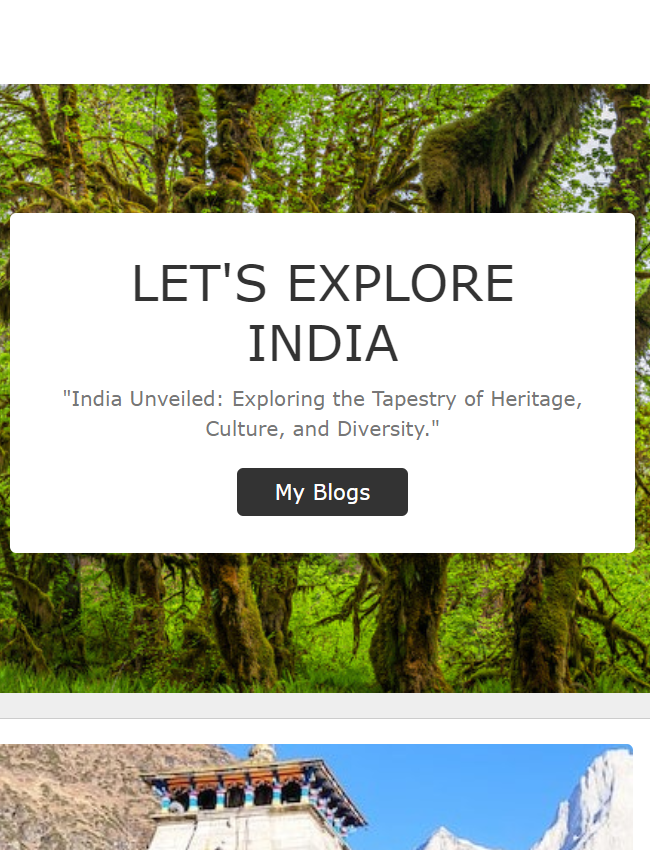 LET'S EXPLORE
INDIA
"India Unveiled: Exploring the Tapestry of Heritage,
Culture, and Diversity."
My Blogs